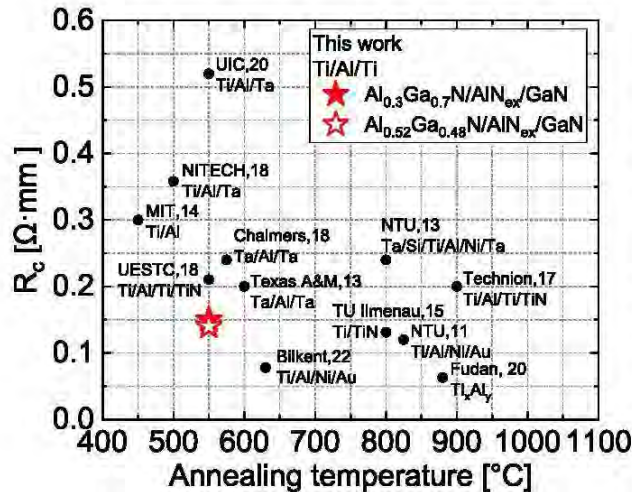 0.6
0.5
0.4
0.3
0.2
0.1
0.0
R_c [Ω·mm]
This work
Ti/Al/Ti
Al0.3Ga0.7N/AlNex/GaN
Al0.52Ga0.48N/AlNex/GaN
UIC,20
Ti/Al/Ta
NITECH,18
Ti/Al/Ta
MIT,14
Ti/Al
Chalmers,18
Ta/Al/Ta
NTU,13
Ta/Si/Ti/Al/Ni/Ta
UESTC,18
Ti/Al/Ti/TiN
Texas A&M,13
Ta/Al/Ta
Technion,17
Ti/Al/Ti/TiN
TU Ilmenau,15
Ti/TiN
NTU,11
Ti/Al/Ni/Au
Bilkent,22
Ti/Al/Ni/Au
Fudan, 20
TixAly
400 500 600 700 800 900 1000 1100
Annealing temperature [°C]